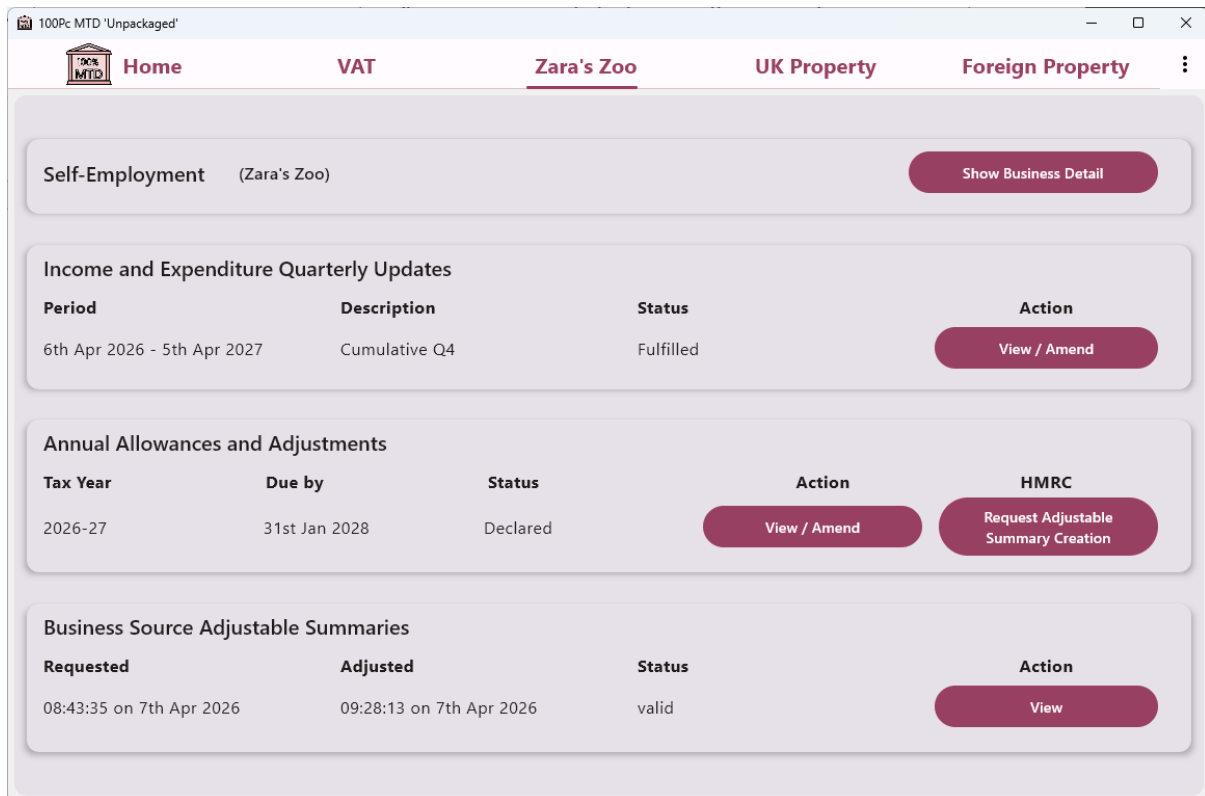 100Pc MTD 'Unpackaged'
100% MTD Home VAT Zara's Zoo UK Property Foreign Property
Self-Employment (Zara's Zoo) Show Business Detail
Income and Expenditure Quarterly Updates
Period Description Status Action
6th Apr 2026 - 5th Apr 2027 Cumulative Q4 Fulfilled View / Amend
Annual Allowances and Adjustments
Tax Year Due by Status Action HMRC
2026-27 31st Jan 2028 Declared View / Amend Request Adjustable Summary Creation
Business Source Adjustable Summaries
Requested Adjusted Status Action
08:43:35 on 7th Apr 2026 09:28:13 on 7th Apr 2026 valid View